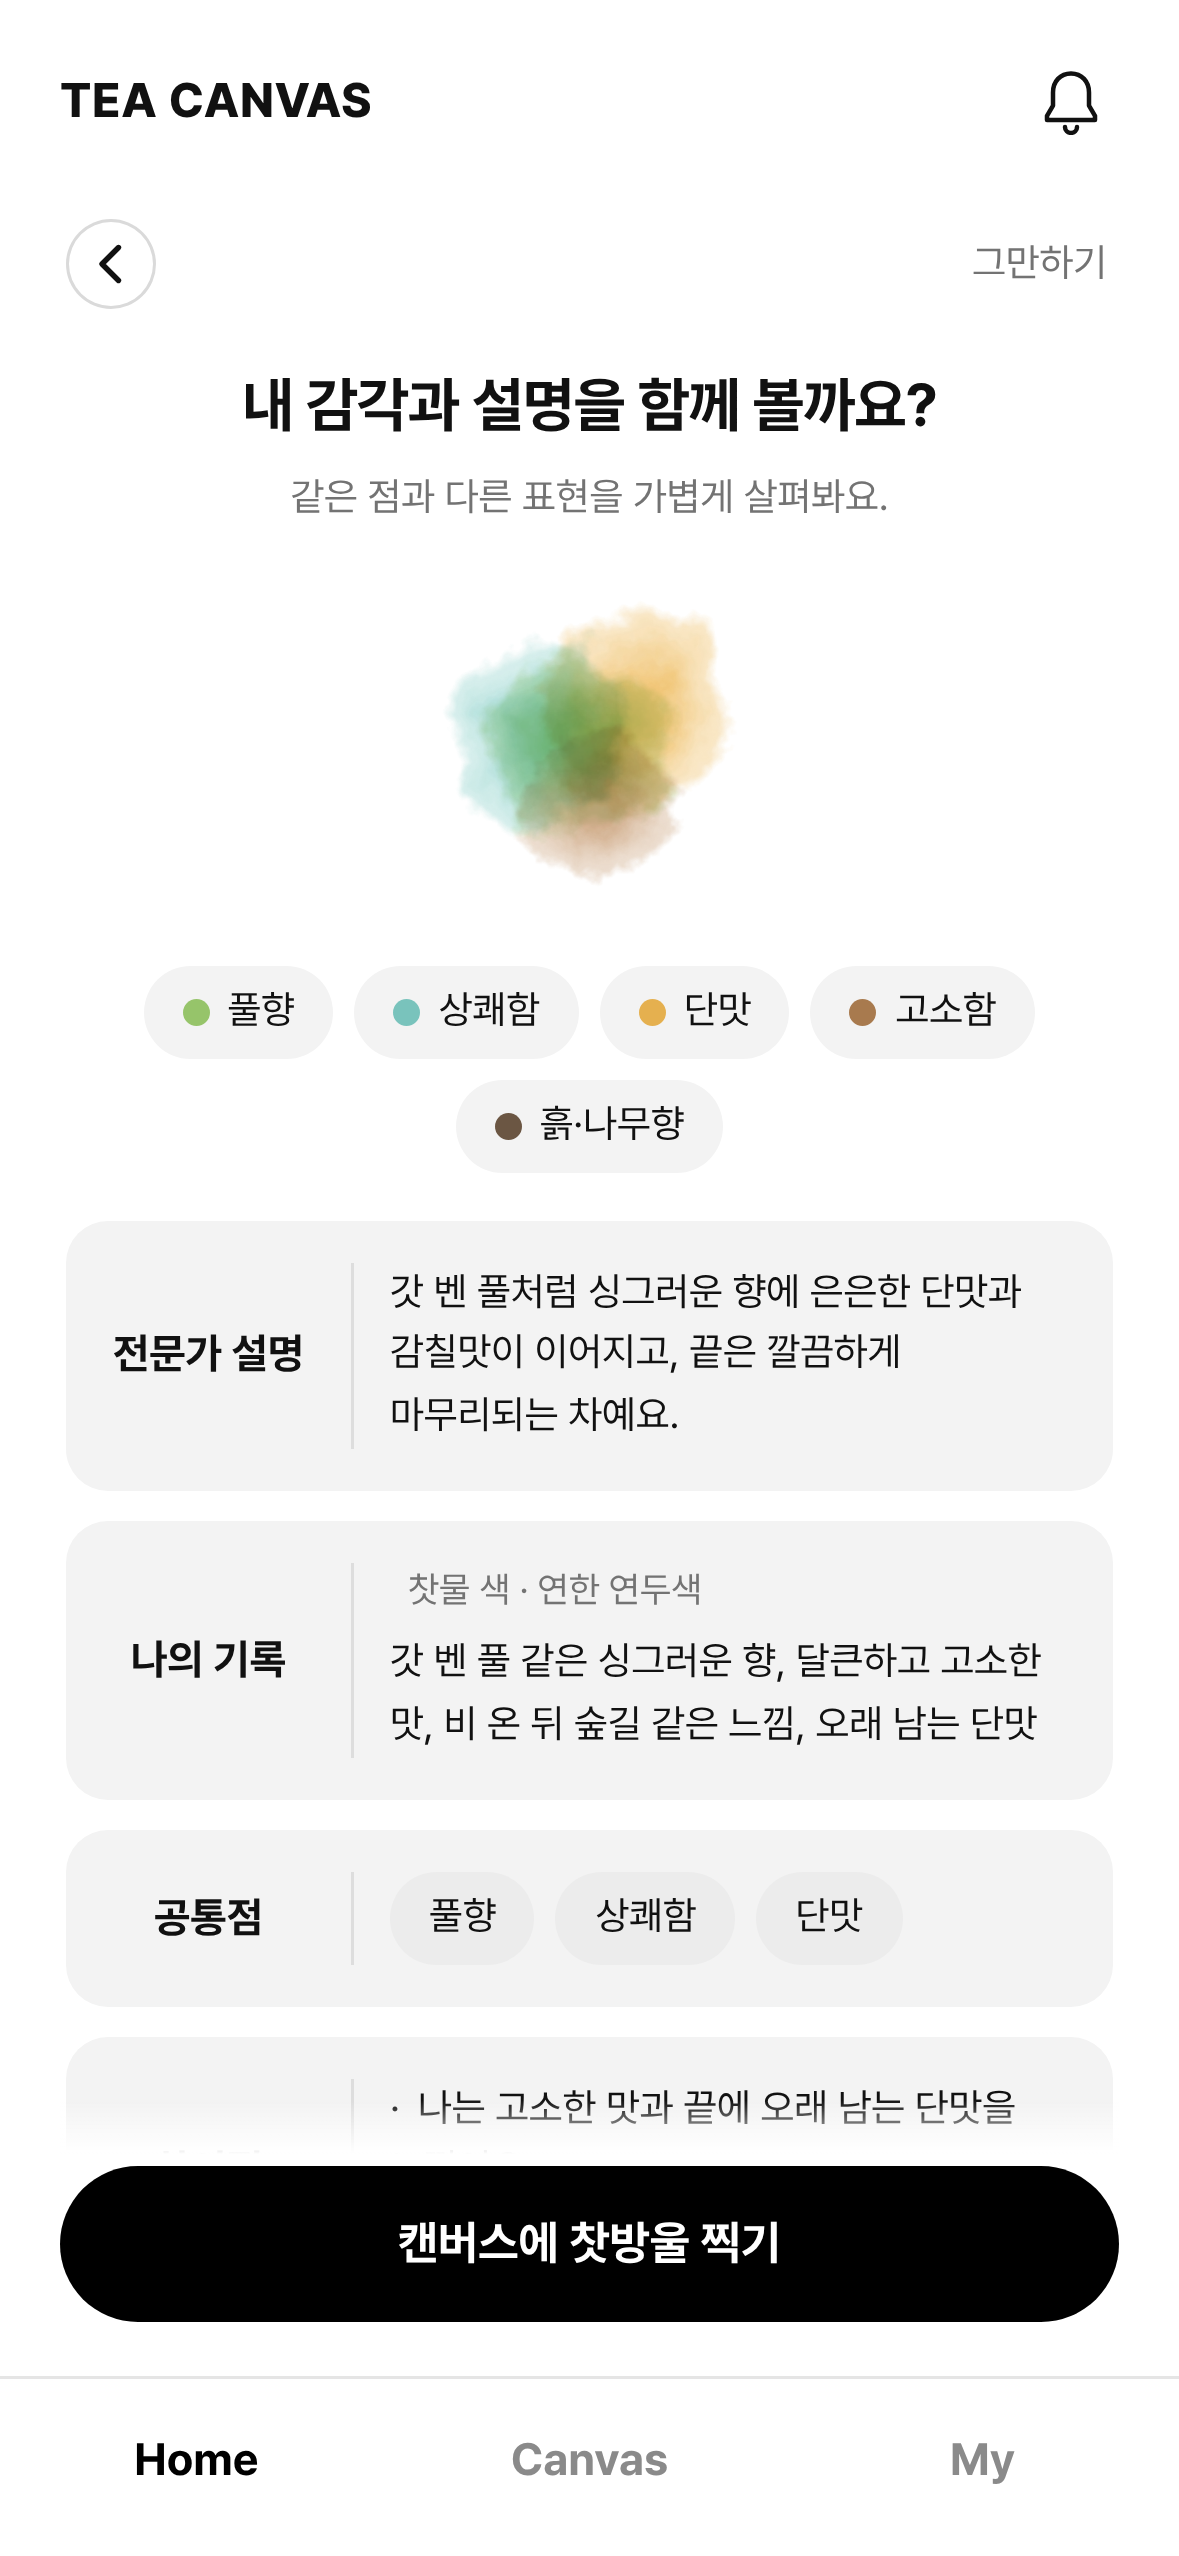 TEA CANVAS
그만하기
내 감각과 설명을 함께 볼까요?
같은 점과 다른 표현을 가볍게 살펴봐요.
풀향 상쾌함 단맛 고소함
흙·나무향
전문가 설명
갓 벤 풀처럼 싱그러운 향에 은은한 단맛과
감칠맛이 이어지고, 끝은 깔끔하게
마무리되는 차예요.
나의 기록
찻물 색 · 연한 연두색
갓 벤 풀 같은 싱그러운 향, 달큰하고 고소한
맛, 비 온 뒤 숲길 같은 느낌, 오래 남는 단맛
공통점
풀향 상쾌함 단맛
· 나는 고소한 맛과 끝에 오래 남는 단맛을
캔버스에 찻방울 찍기
Home Canvas My